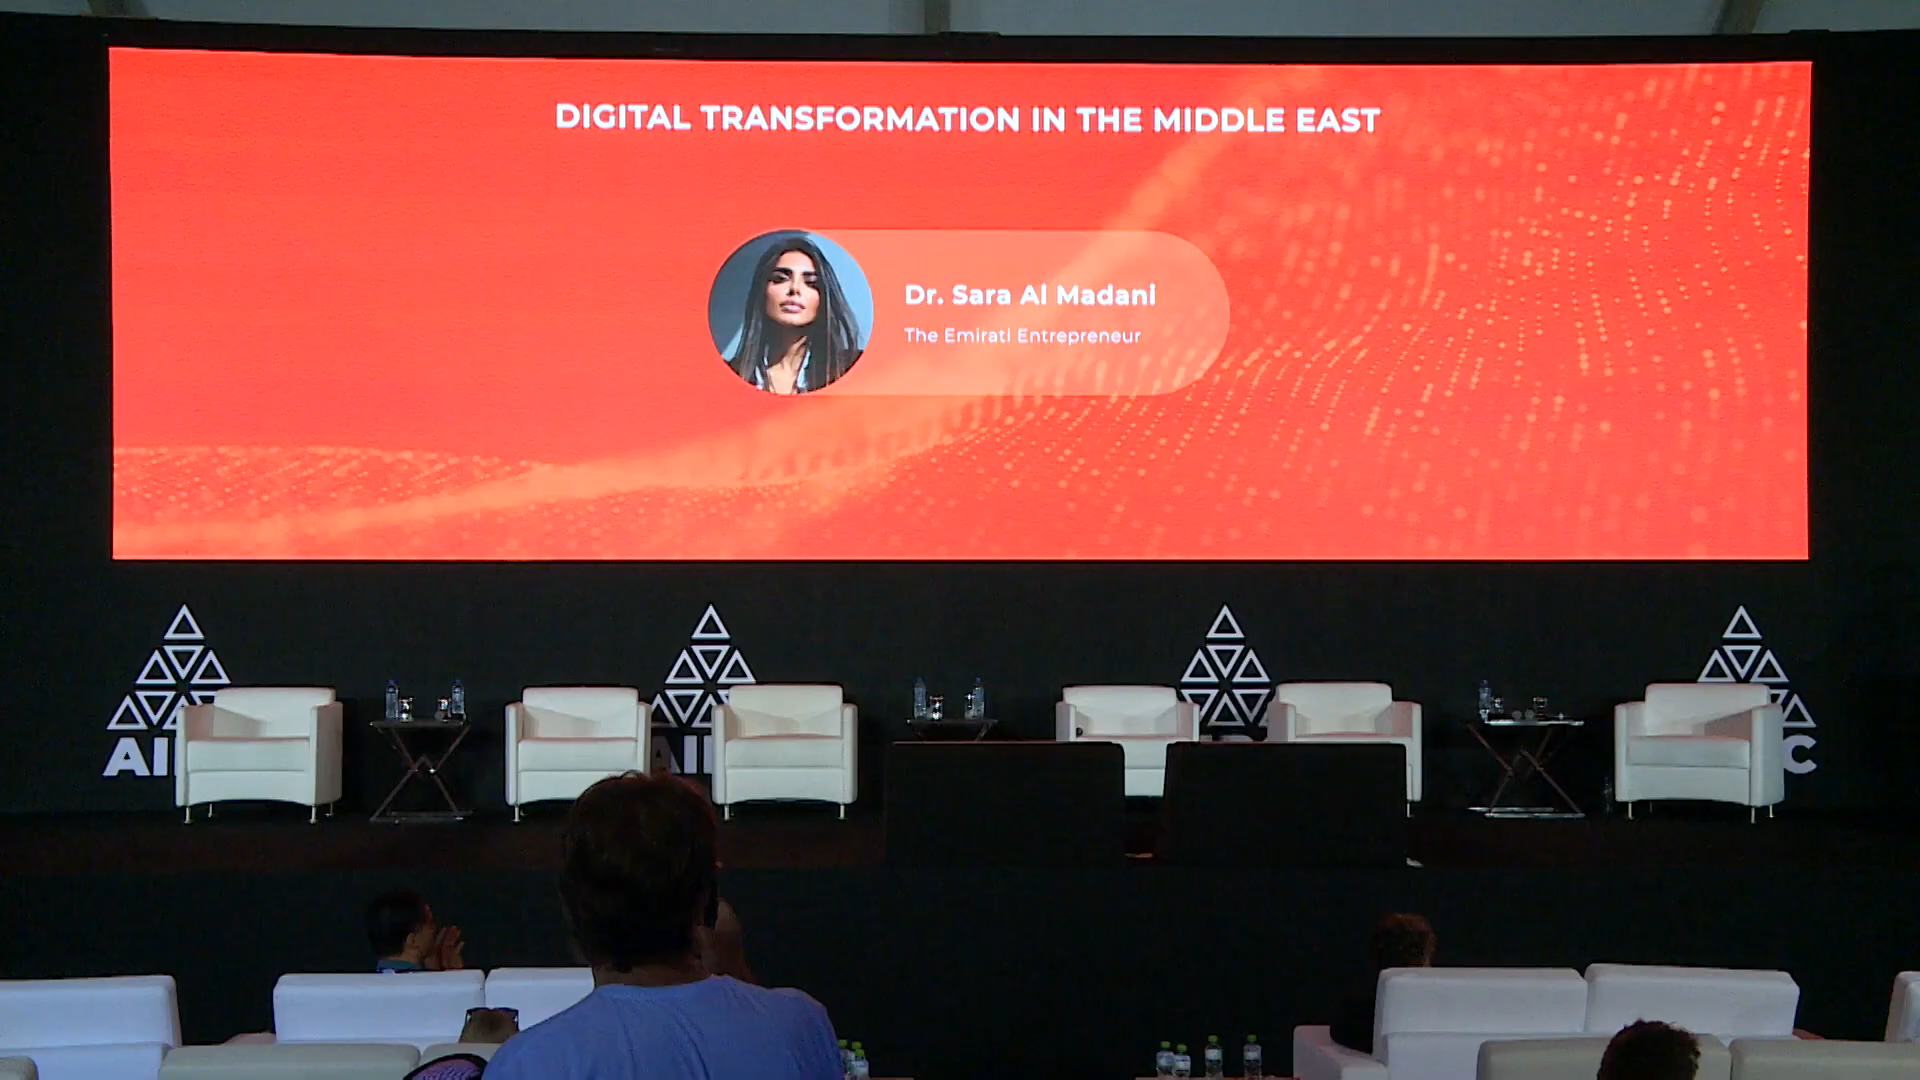 DIGITAL TRANSFORMATION IN THE MIDDLE EAST
Dr. Sara Al Madani
The Emirati Entrepreneur